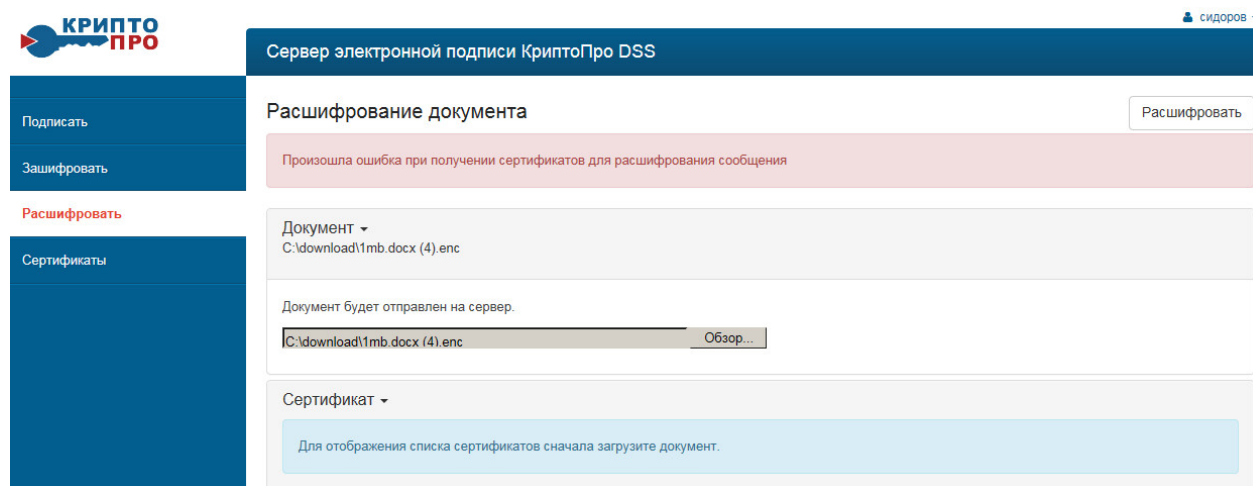 КРИПТО
ПРО
сидоров
Сервер электронной подписи КриптоПро DSS
Подписать
Зашифровать
Расшифровать
Сертификаты
Расшифрование документа
Расшифровать
Произошла ошибка при получении сертификатов для расшифрования сообщения
Документ
C:\download\1mb.docx (4).enc
Документ будет отправлен на сервер.
C:\download\1mb.docx (4).enc
Обзор...
Сертификат
Для отображения списка сертификатов сначала загрузите документ.